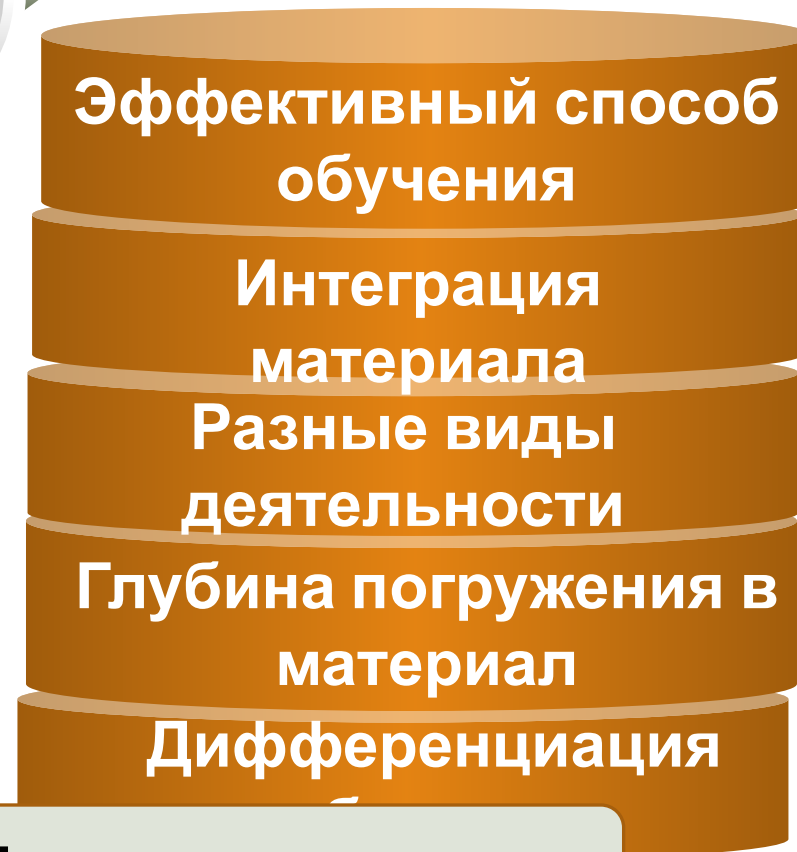 Эффективный способ
обучения
Интеграция
материала
Разные виды
деятельности
Глубина погружения в
материал
Дифференциация